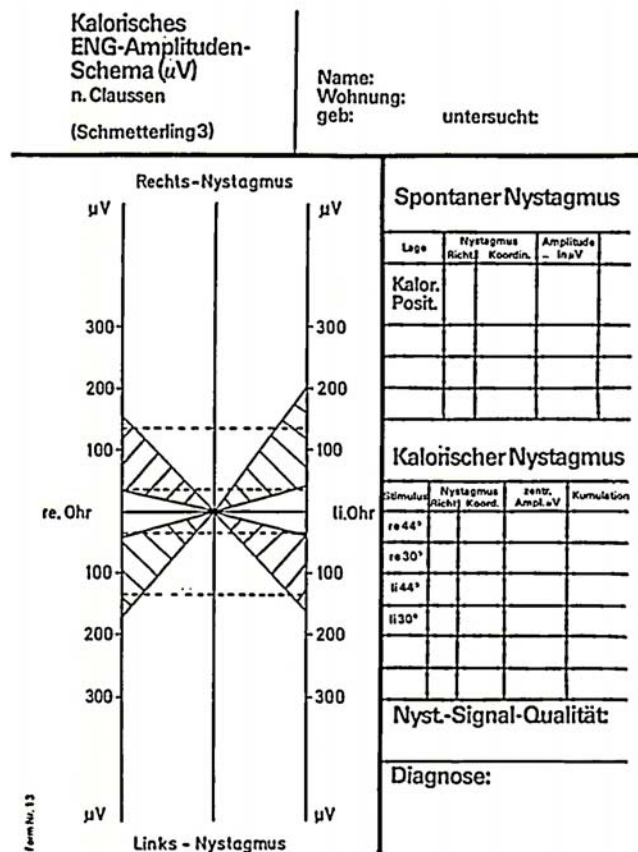 Kalorisches
ENG-Amplituden-
Schema (µV)
n. Claussen
(Schmetterling 3)
Name:
Wohnung:
geb: untersucht:
Rechts-Nystagmus
µV µV
300 300
200 200
100 100
re. Ohr li. Ohr
100 100
200 200
300 300
µV µV
Links - Nystagmus
Form Nr. 13
Spontaner Nystagmus
Lage Nystagmus Amplitude
Richt. Koordin. in µV
Kalor.
Posit.
Kalorischer Nystagmus
Stimulus Nystagmus zentr. Kumulation
Richt. Koord. Ampl. µV
re 44°
re 30°
li 44°
li 30°
Nyst.-Signal-Qualität:
Diagnose: